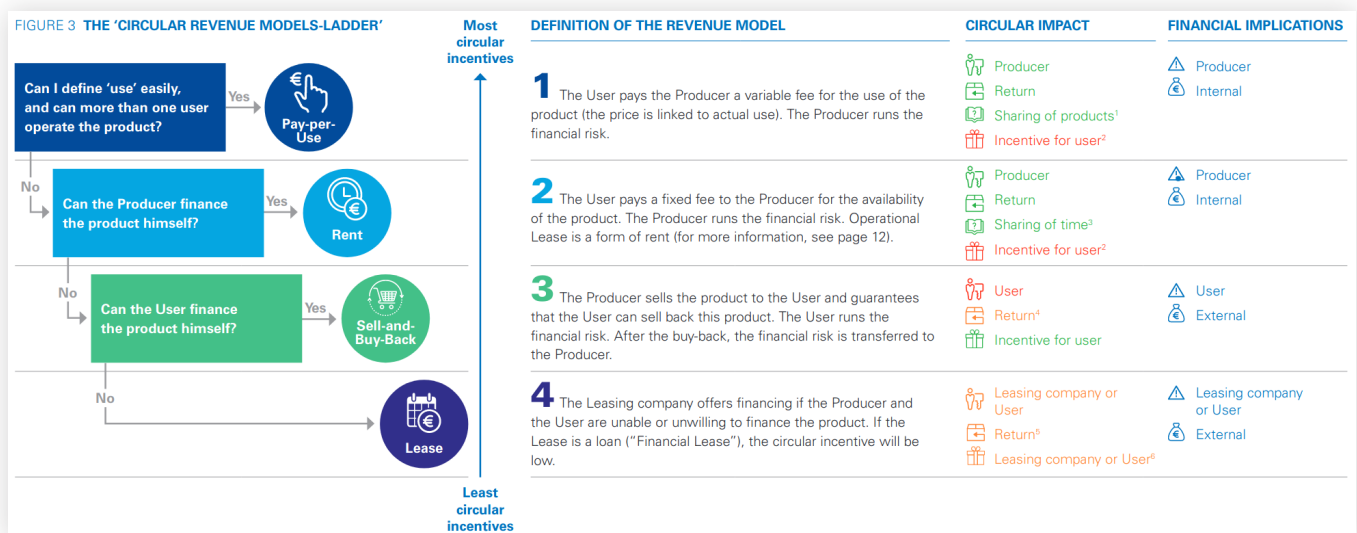 FIGURE 3 THE ‘CIRCULAR REVENUE MODELS-LADDER’
Most
circular
incentives
Can I define ‘use’ easily,
and can more than one user
operate the product?
Yes
€
Pay-per-
Use
No
Can the Producer finance
the product himself?
Yes
€
Rent
No
Can the User finance
the product himself?
Yes
Sell-and-
Buy-Back
No
€
Lease
Least
circular
incentives
DEFINITION OF THE REVENUE MODEL
CIRCULAR IMPACT
FINANCIAL IMPLICATIONS
1 The User pays the Producer a variable fee for the use of the
product (the price is linked to actual use). The Producer runs the
financial risk.
Producer
Return
? Sharing of products¹
Incentive for user²
Producer
€ Internal
2 The User pays a fixed fee to the Producer for the availability
of the product. The Producer runs the financial risk. Operational
Lease is a form of rent (for more information, see page 12).
Producer
Return
? Sharing of time³
Incentive for user²
Producer
€ Internal
3 The Producer sells the product to the User and guarantees
that the User can sell back this product. The User runs the
financial risk. After the buy-back, the financial risk is transferred to
the Producer.
User
Return⁴
Incentive for user
User
€ External
4 The Leasing company offers financing if the Producer and
the User are unable or unwilling to finance the product. If the
Lease is a loan (“Financial Lease”), the circular incentive will be
low.
Leasing company or
User
Return⁵
Leasing company or User⁶
Leasing company
or User
€ External